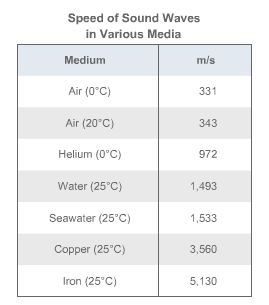 Speed of Sound Waves
in Various Media
Medium m/s
Air (0°C) 331
Air (20°C) 343
Helium (0°C) 972
Water (25°C) 1,493
Seawater (25°C) 1,533
Copper (25°C) 3,560
Iron (25°C) 5,130